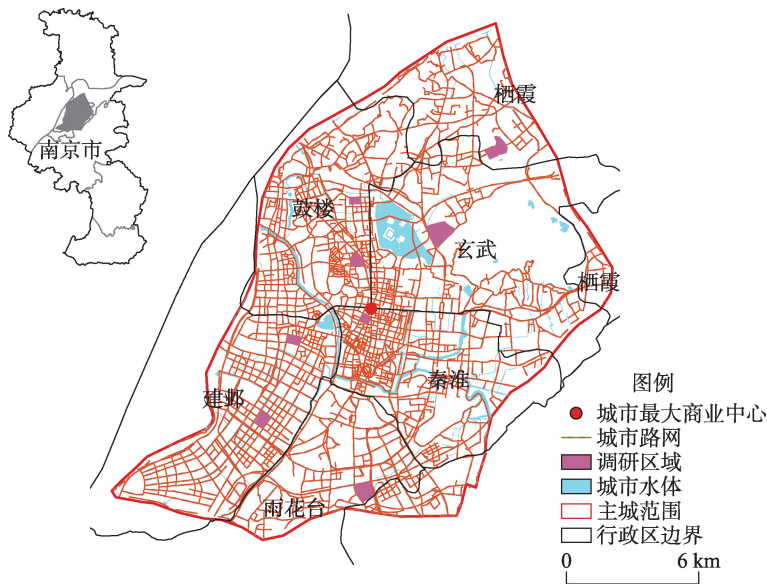 南京市
栖霞
鼓楼
玄武
栖霞
秦淮
建邺
雨花台
图例
城市最大商业中心
城市路网
调研区域
城市水体
主城范围
行政区边界
0 6 km